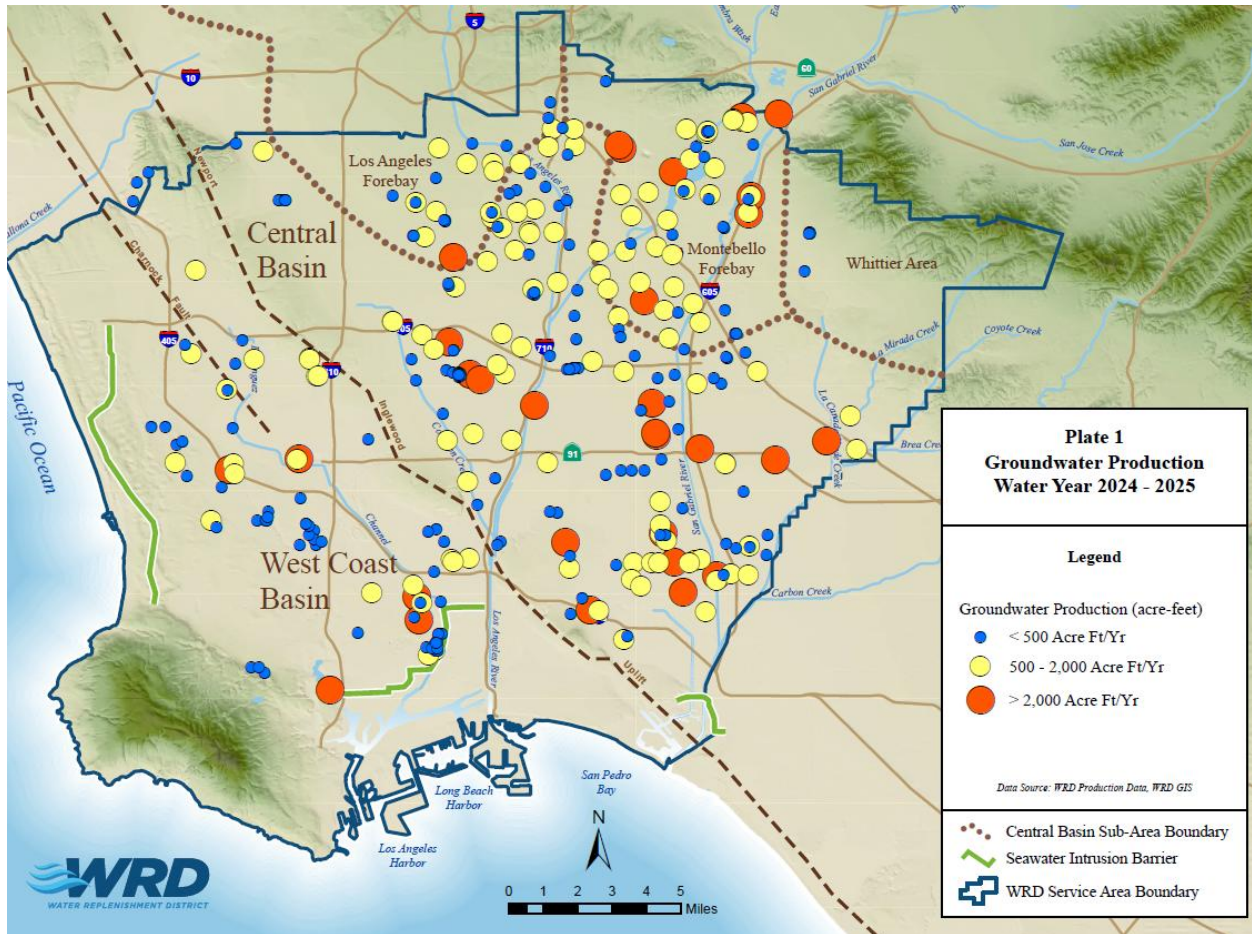 5
10
60
Rio
San Gabriel River
San Jose Creek
Newport
Los Angeles
Forebay
Charnock
Fault
Central
Basin
Montebello
Forebay
Whittier Area
605
La Mirada Creek
Coyote Creek
405
710
Pacific Ocean
Inglewood
91
Brea Creek
San Gabriel River
Channel
West Coast
Basin
Carbon Creek
Los Angeles River
Uplift
San Pedro
Bay
Long Beach
Harbor
Los Angeles
Harbor
N
0 1 2 3 4 5
Miles
WRD
WATER REPLENISHMENT DISTRICT
Plate 1
Groundwater Production
Water Year 2024 - 2025
Legend
Groundwater Production (acre-feet)
< 500 Acre Ft/Yr
500 - 2,000 Acre Ft/Yr
> 2,000 Acre Ft/Yr
Data Source: WRD Production Data, WRD GIS
Central Basin Sub-Area Boundary
Seawater Intrusion Barrier
WRD Service Area Boundary